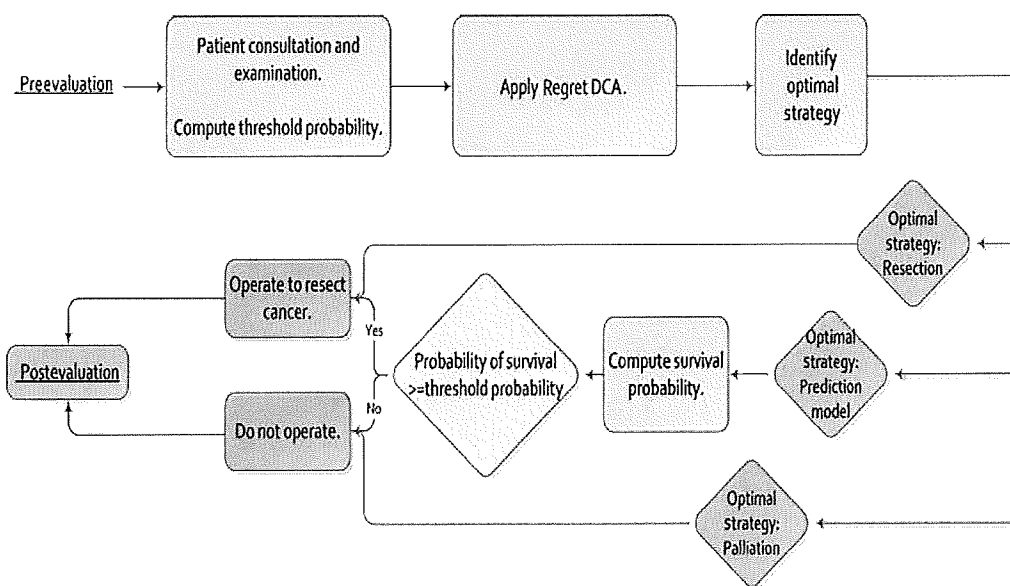 Preevaluation
Patient consultation and
examination.
Compute threshold probability.
Apply Regret DCA.
Identify
optimal
strategy
Optimal
strategy:
Resection
Operate to resect
cancer.
Yes
Optimal
strategy:
Prediction
model
Compute survival
probability.
Probability of survival
>=threshold probability
Postevaluation
No
Do not operate.
Optimal
strategy:
Palliation